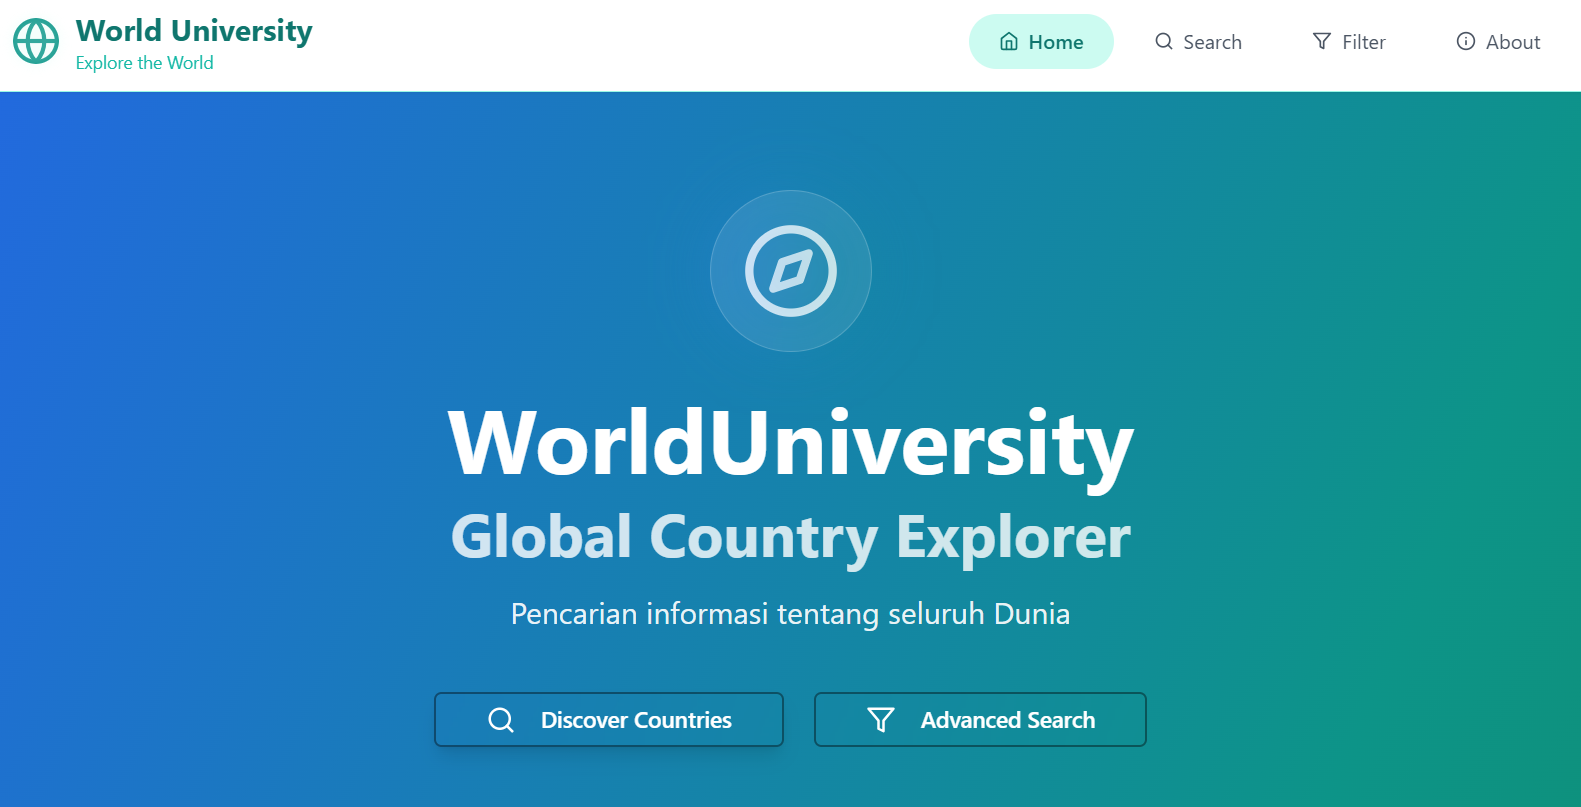 World University
Explore the World
Home
Search
Filter
About
WorldUniversity
Global Country Explorer
Pencarian informasi tentang seluruh Dunia
Discover Countries
Advanced Search